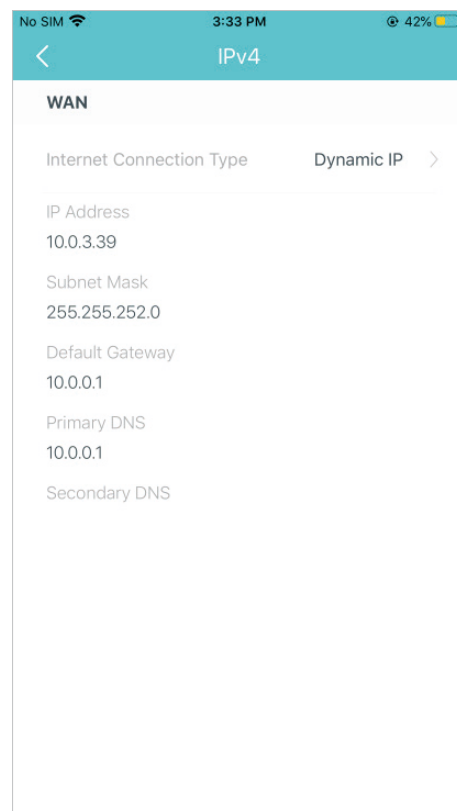 No SIM 3:33 PM 42%
IPv4
WAN
Internet Connection Type Dynamic IP
IP Address
10.0.3.39
Subnet Mask
255.255.252.0
Default Gateway
10.0.0.1
Primary DNS
10.0.0.1
Secondary DNS